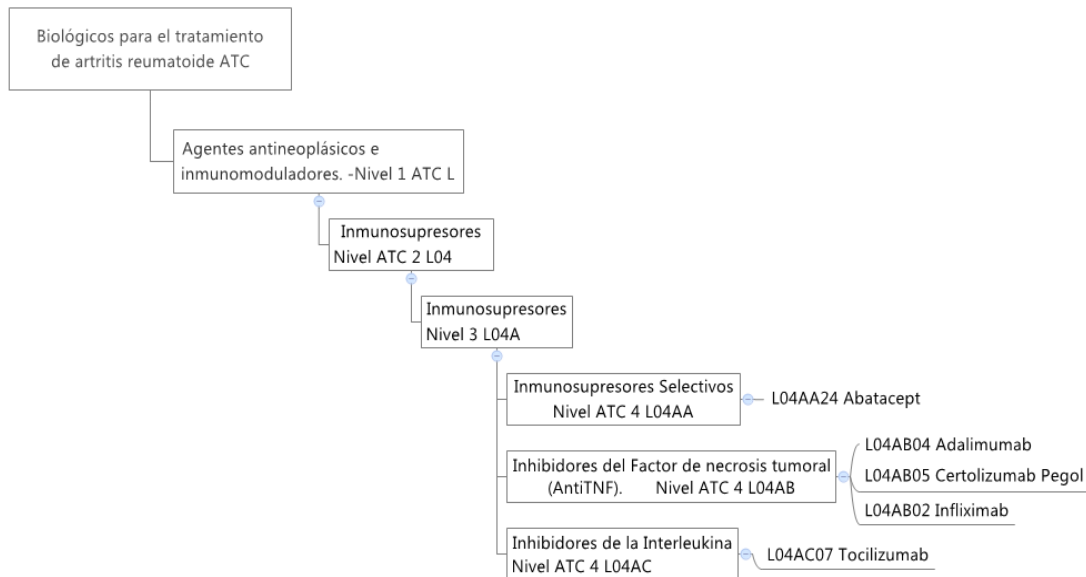 Biológicos para el tratamiento
de artritis reumatoide ATC
Agentes antineoplásicos e
inmunomoduladores. -Nivel 1 ATC L
Inmunosupresores
Nivel ATC 2 L04
Inmunosupresores
Nivel 3 L04A
Inmunosupresores Selectivos
Nivel ATC 4 L04AA
L04AA24 Abatacept
Inhibidores del Factor de necrosis tumoral
(AntiTNF). Nivel ATC 4 L04AB
L04AB04 Adalimumab
L04AB05 Certolizumab Pegol
L04AB02 Infliximab
Inhibidores de la Interleukina
Nivel ATC 4 L04AC
L04AC07 Tocilizumab